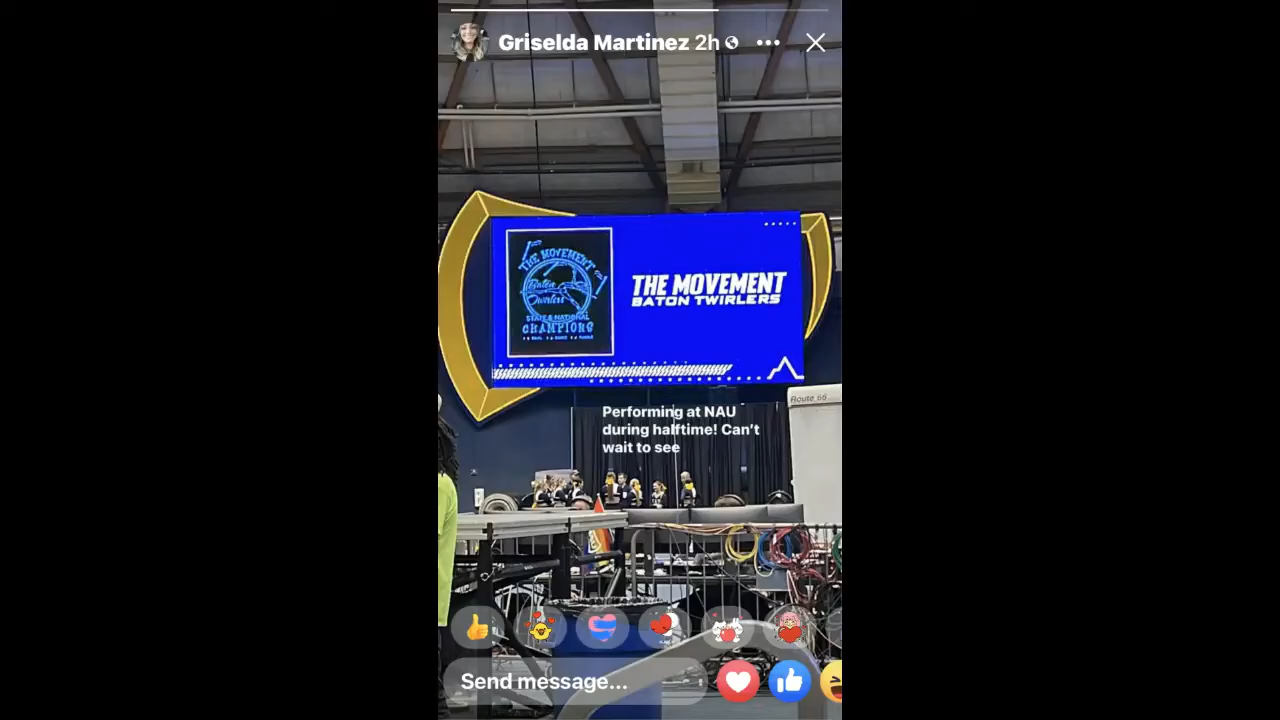 Griselda Martinez 2h
THE MOVEMENT
Baton
Twirlers
STATE & NATIONAL
CHAMPIONS
THE MOVEMENT
BATON TWIRLERS
Route 66
Performing at NAU
during halftime! Can't
wait to see
Send message...